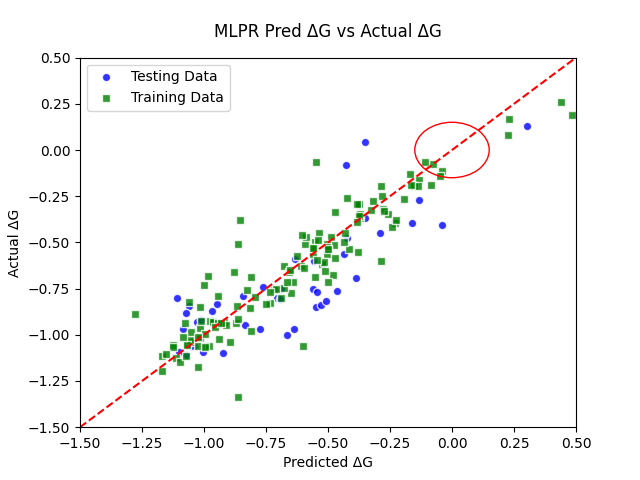 MLPR Pred ΔG vs Actual ΔG
Testing Data
Training Data
0.50
0.25
0.00
−0.25
−0.50
−0.75
−1.00
−1.25
−1.50
Actual ΔG
−1.50 −1.25 −1.00 −0.75 −0.50 −0.25 0.00 0.25 0.50
Predicted ΔG